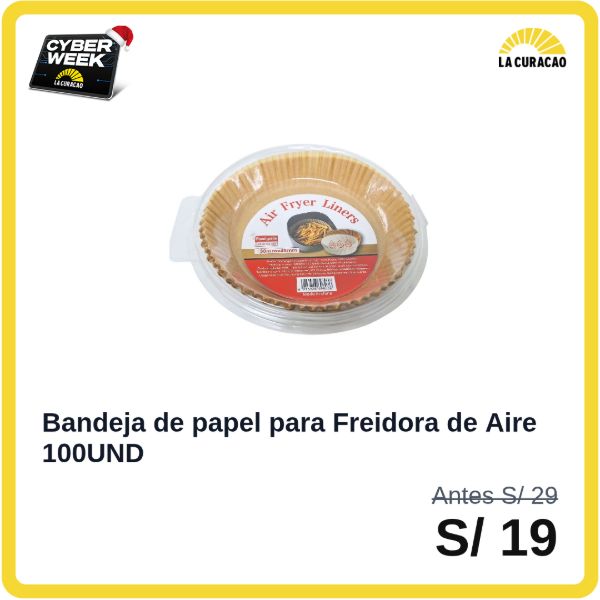 CYBER
WEEK
LA CURACAO
LA CURACAO
Air Fryer Liners
Bandeja de papel para Freidora de Aire
100UND
Antes S/ 29
S/ 19